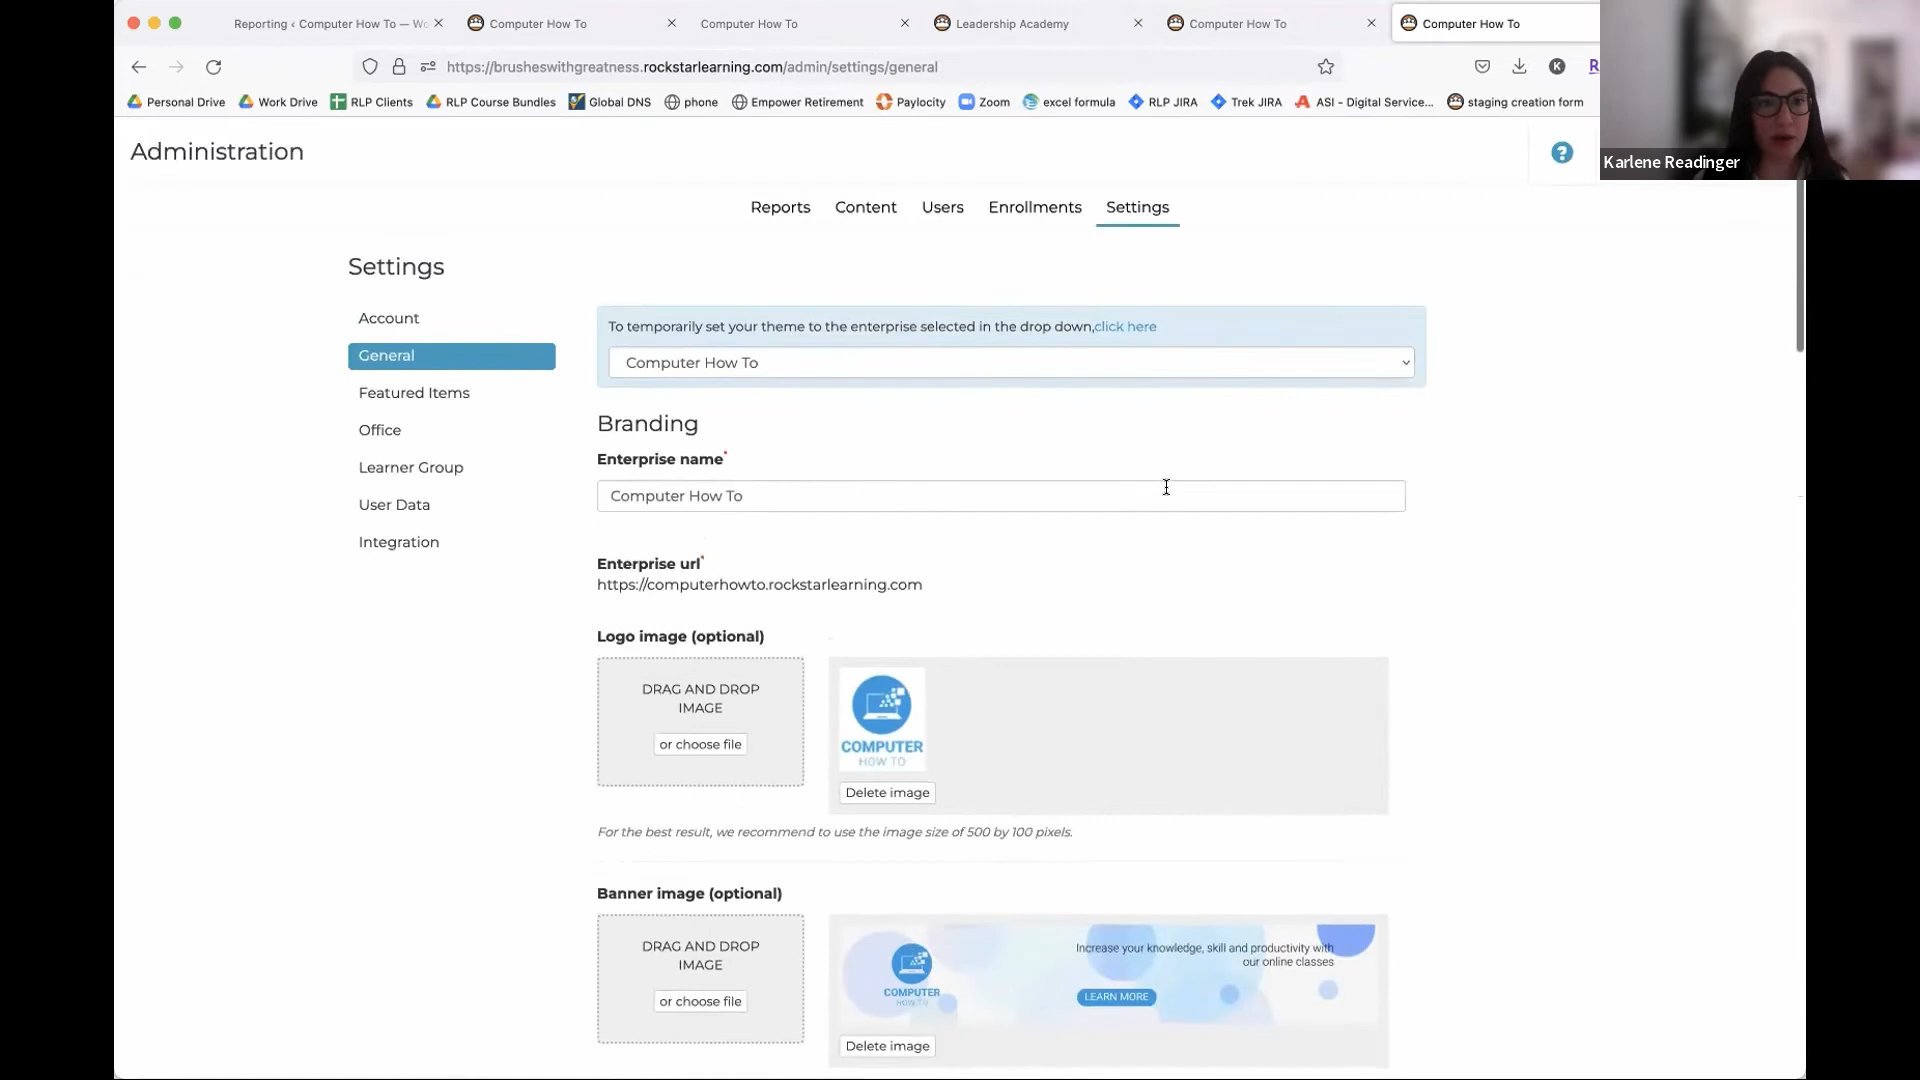 Reporting ‹ Computer How To — Wo
Computer How To
Computer How To
Leadership Academy
Computer How To
Computer How To
https://brusheswithgreatness.rockstarlearning.com/admin/settings/general
K
R
Personal Drive
Work Drive
RLP Clients
RLP Course Bundles
Global DNS
phone
Empower Retirement
Paylocity
Zoom
excel formula
RLP JIRA
Trek JIRA
ASI - Digital Service...
staging creation form
Karlene Readinger
Administration
?
Reports
Content
Users
Enrollments
Settings
Settings
Account
General
Featured Items
Office
Learner Group
User Data
Integration
To temporarily set your theme to the enterprise selected in the drop down,click here
Computer How To
Branding
Enterprise name*
Computer How To
Enterprise url*
https://computerhowto.rockstarlearning.com
Logo image (optional)
DRAG AND DROP
IMAGE
or choose file
COMPUTER
HOW TO
Delete image
For the best result, we recommend to use the image size of 500 by 100 pixels.
Banner image (optional)
DRAG AND DROP
IMAGE
or choose file
COMPUTER
HOW TO
Increase your knowledge, skill and productivity with
our online classes
LEARN MORE
Delete image